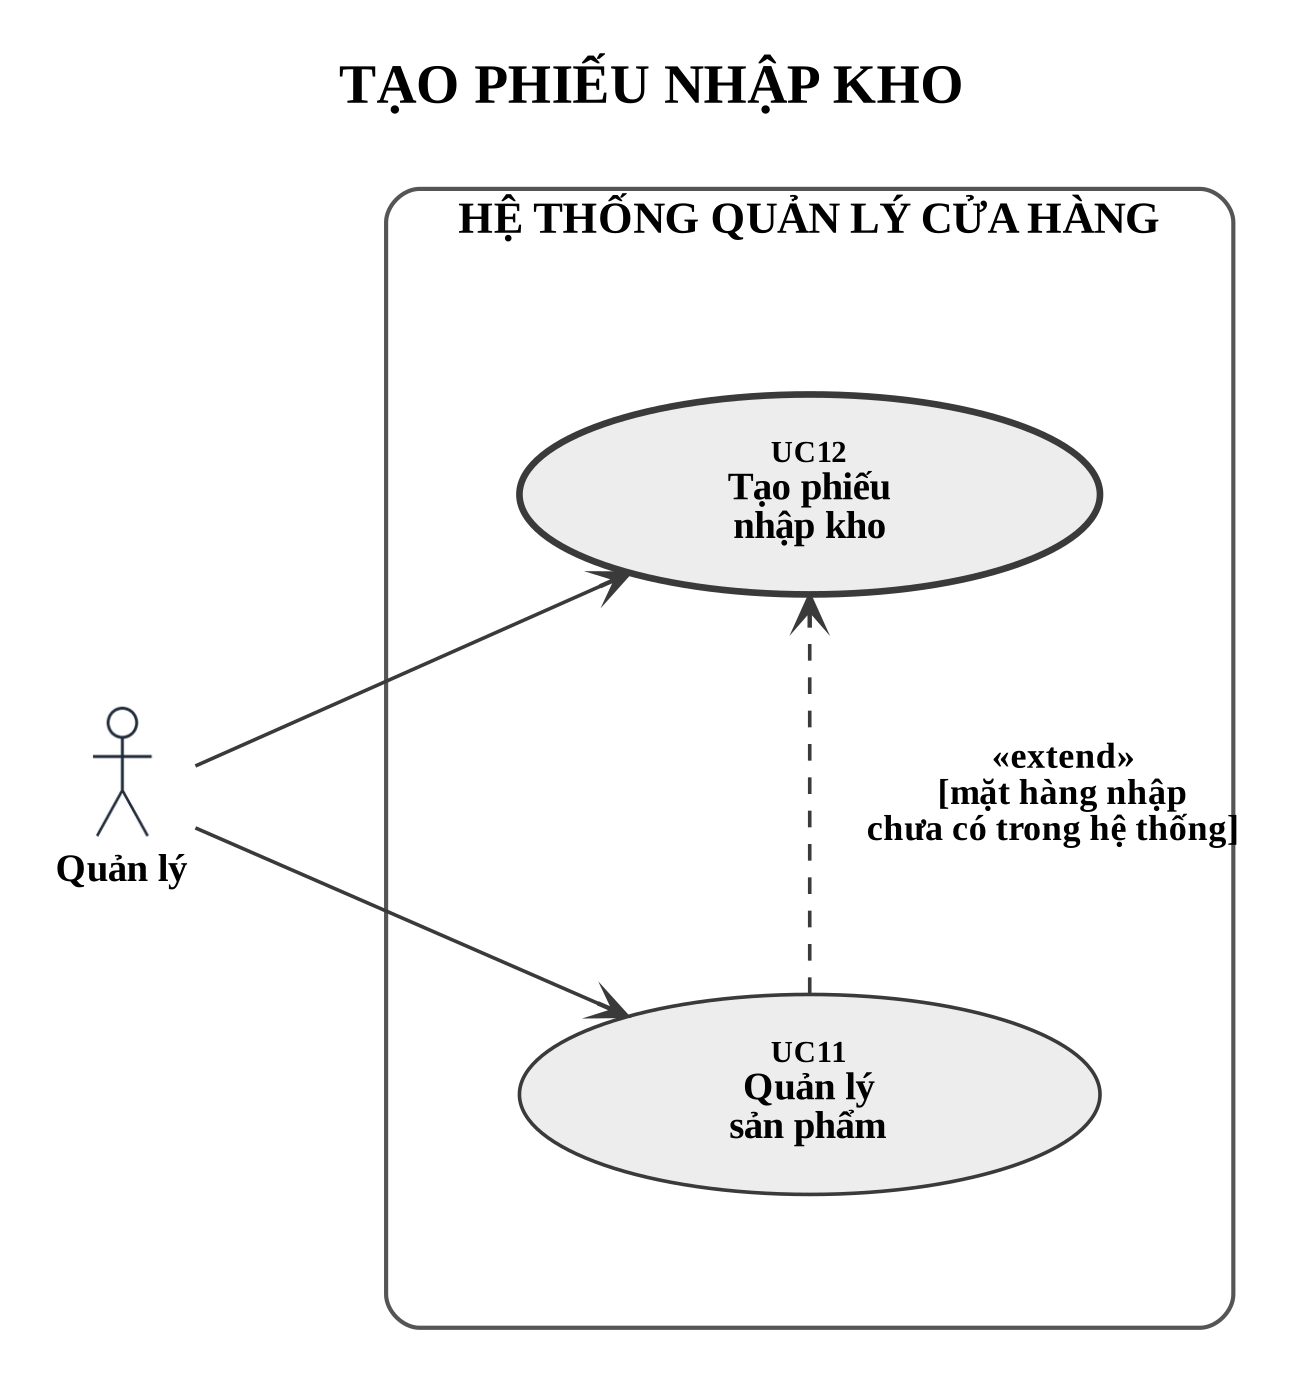 TẠO PHIẾU NHẬP KHO
HỆ THỐNG QUẢN LÝ CỬA HÀNG
UC12
Tạo phiếu
nhập kho
«extend»
[mặt hàng nhập
chưa có trong hệ thống]
Quản lý
UC11
Quản lý
sản phẩm